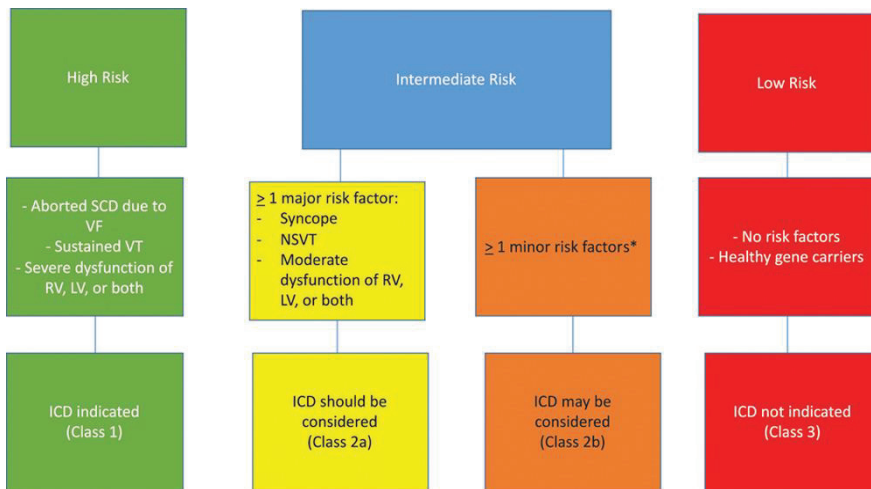 High Risk
Intermediate Risk
Low Risk
- Aborted SCD due to
VF
- Sustained VT
- Severe dysfunction of
RV, LV, or both
≥ 1 major risk factor:
- Syncope
- NSVT
- Moderate
dysfunction of RV,
LV, or both
≥ 1 minor risk factors*
- No risk factors
- Healthy gene carriers
ICD indicated
(Class 1)
ICD should be
considered
(Class 2a)
ICD may be
considered
(Class 2b)
ICD not indicated
(Class 3)